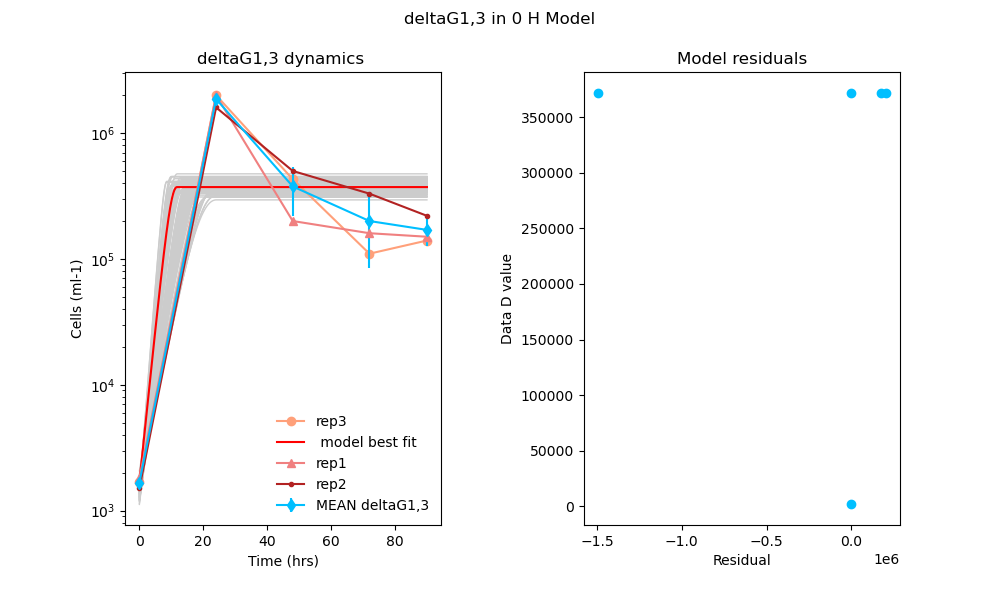 deltaG1,3 in 0 H Model
deltaG1,3 dynamics
Cells (ml-1)
10^6
10^5
10^4
10^3
0 20 40 60 80
Time (hrs)
rep3
model best fit
rep1
rep2
MEAN deltaG1,3
Model residuals
Data D value
350000
300000
250000
200000
150000
100000
50000
0
−1.5 −1.0 −0.5 0.0
1e6
Residual